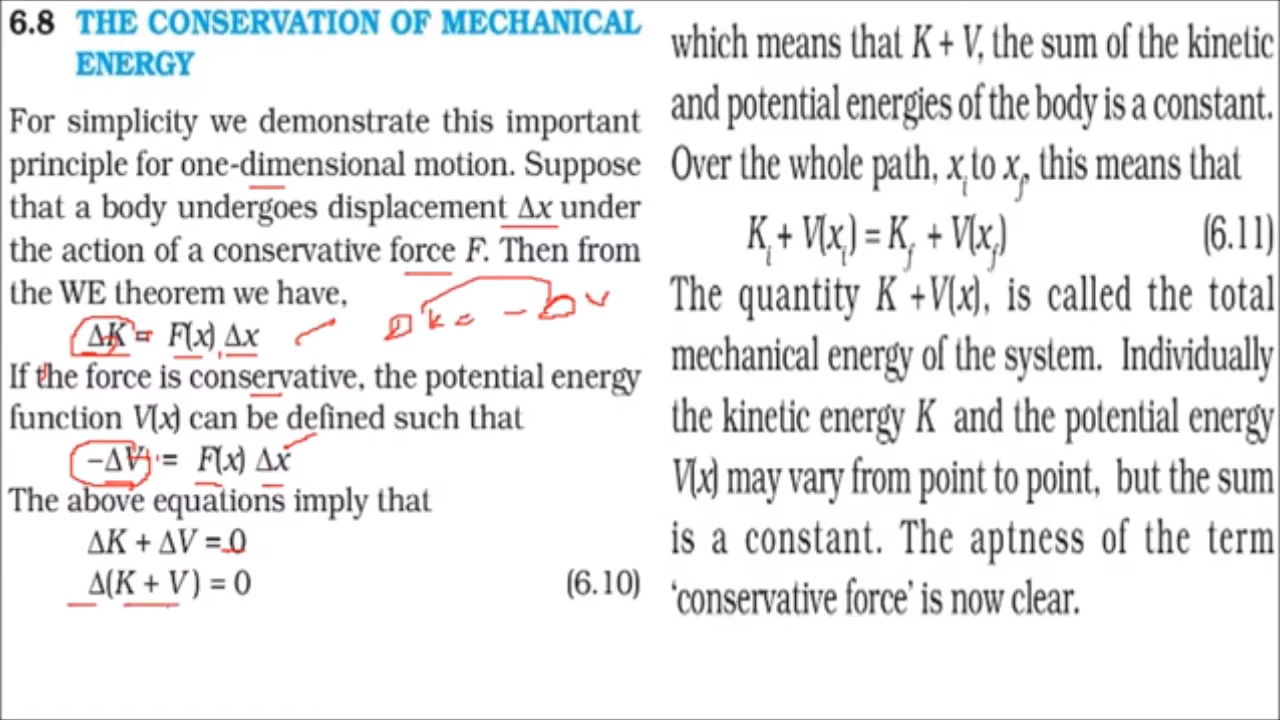 6.8 THE CONSERVATION OF MECHANICAL
ENERGY
For simplicity we demonstrate this important
principle for one-dimensional motion. Suppose
that a body undergoes displacement Δx under
the action of a conservative force F. Then from
the WE theorem we have,
ΔK = F(x) Δx
Δk = -Δv
If the force is conservative, the potential energy
function V(x) can be defined such that
−ΔV = F(x) Δx
The above equations imply that
ΔK + ΔV = 0
Δ(K + V) = 0 (6.10)
which means that K + V, the sum of the kinetic
and potential energies of the body is a constant.
Over the whole path, xᵢ to x_f, this means that
Kᵢ + V(xᵢ) = K_f + V(x_f) (6.11)
The quantity K +V(x), is called the total
mechanical energy of the system. Individually
the kinetic energy K and the potential energy
V(x) may vary from point to point, but the sum
is a constant. The aptness of the term
‘conservative force’ is now clear.